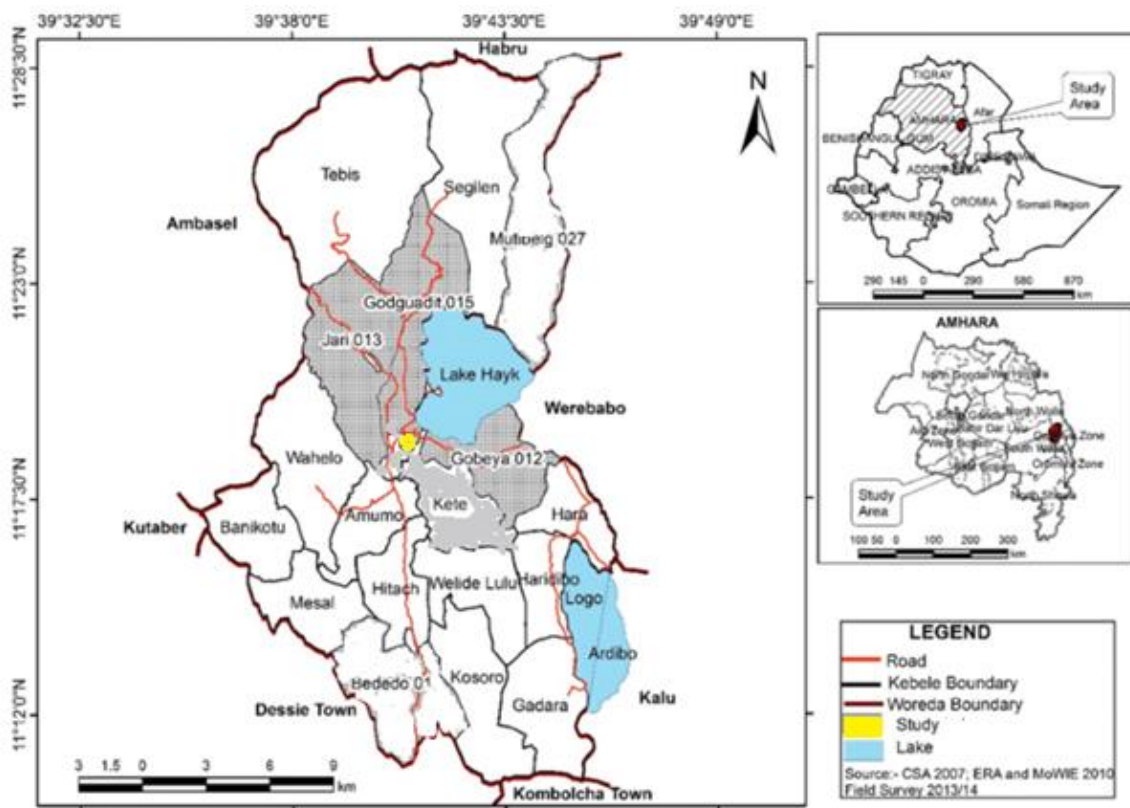 39°32'30"E
39°38'0"E
39°43'30"E
39°49'0"E
11°28'30"N
11°23'0"N
11°17'30"N
11°12'0"N
Habru
N
Tebis
Segilen
Ambasel
Godguadit 015
Jari 013
Lake Hayk
Werebabo
Gobeya 012
Wahelo
Kete
Hara
Kutaber
Banikotu
Amumo
Mesal
Hitach
Welide Lulu
Haridibo
Logo
Ardibo
Bededo 01
Kosoro
Gadara
Kalu
Dessie Town
Kombolcha Town
3 1.5 0 3 6 9
km
TIGRAY
Afar
Study
Area
AMHARA
OROMIA
Somali Region
290 145 0 290 580 870
km
AMHARA
Study
Area
100 50 0 100 200 300
km
LEGEND
Road
Kebele Boundary
Woreda Boundary
Study
Lake
Source:- CSA 2007; ERA and MoWIE 2010
Field Survey 2013/14